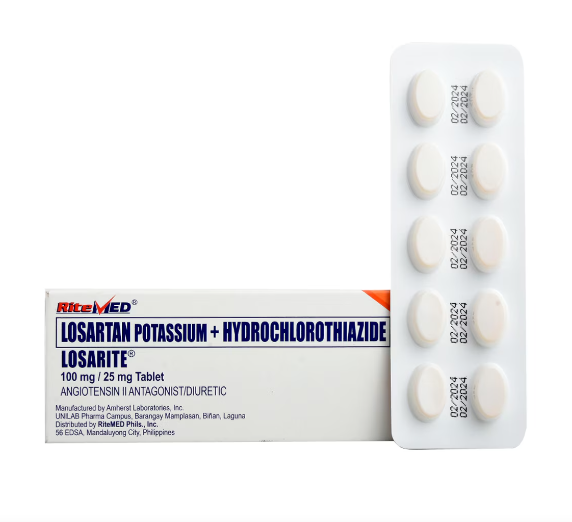 RiteMED®
LOSARTAN POTASSIUM + HYDROCHLOROTHIAZIDE
LOSARITE®
100 mg / 25 mg Tablet
ANGIOTENSIN II ANTAGONIST/DIURETIC
Manufactured by Amherst Laboratories, Inc.
UNILAB Pharma Campus, Barangay Mamplasan, Biñan, Laguna
Distributed by RiteMED Phils., Inc.
56 EDSA, Mandaluyong City, Philippines
02/2024
02/2024
02/2024
02/2024
02/2024
02/2024
02/2024
02/2024
02/2024
02/2024